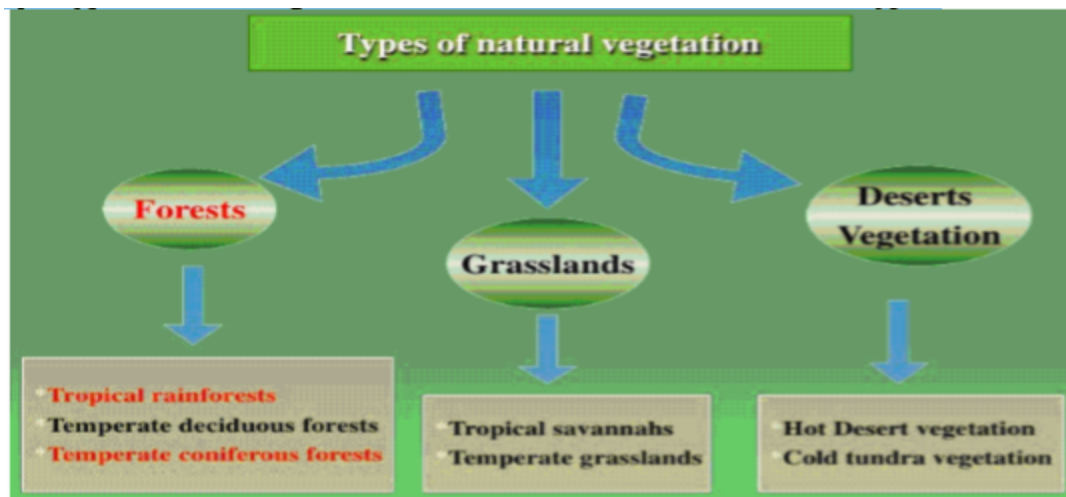 Types of natural vegetation
Forests
Grasslands
Deserts
Vegetation
*Tropical rainforests
*Temperate deciduous forests
*Temperate coniferous forests
*Tropical savannahs
*Temperate grasslands
*Hot Desert vegetation
*Cold tundra vegetation